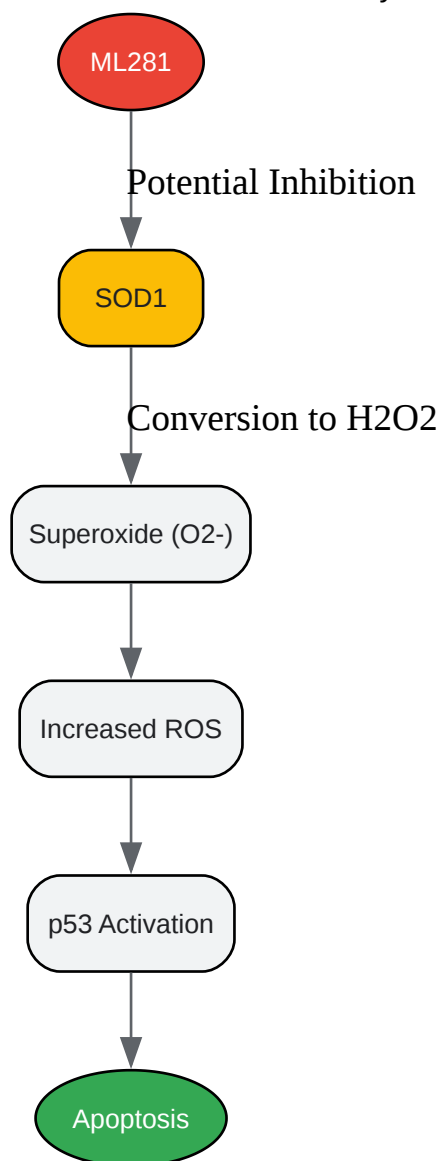 ML281
Potential Inhibition
SOD1
Conversion to H2O2
Superoxide (O2-)
Increased ROS
p53 Activation
Apoptosis